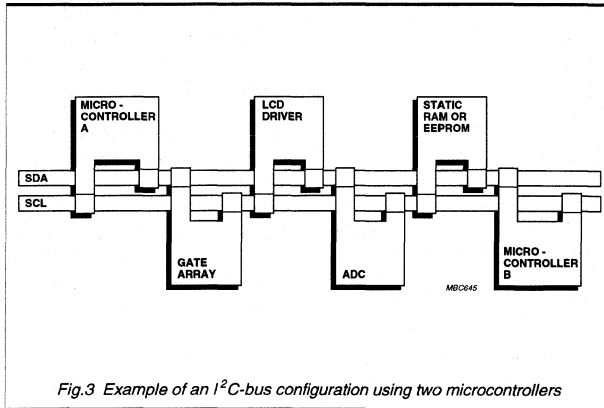 MICRO -
CONTROLLER
A
LCD
DRIVER
STATIC
RAM OR
EEPROM
SDA
SCL
GATE
ARRAY
ADC
MICRO -
CONTROLLER
B
MBC645
Fig.3 Example of an I²C-bus configuration using two microcontrollers